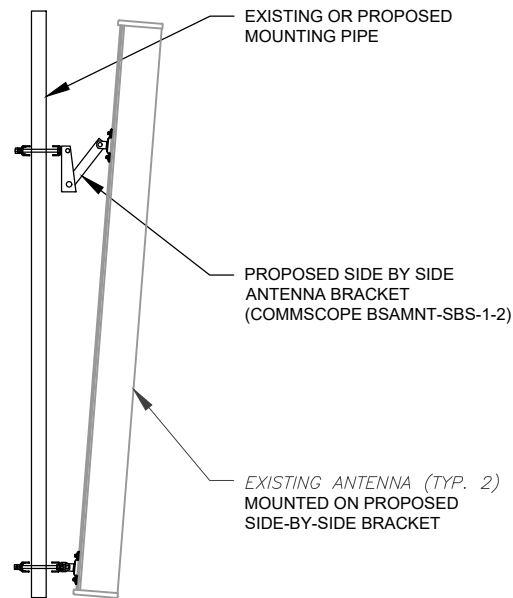 EXISTING OR PROPOSED
MOUNTING PIPE
PROPOSED SIDE BY SIDE
ANTENNA BRACKET
(COMMSCOPE BSAMNT-SBS-1-2)
EXISTING ANTENNA (TYP. 2)
MOUNTED ON PROPOSED
SIDE-BY-SIDE BRACKET